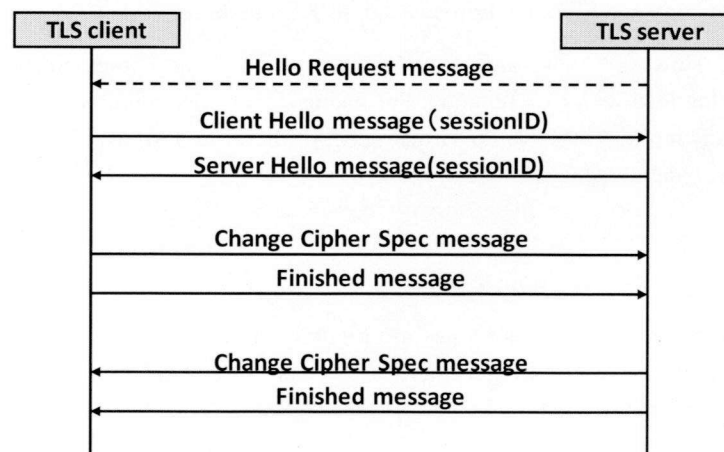 TLS client
TLS server
Hello Request message
Client Hello message（sessionID)
Server Hello message(sessionID)
Change Cipher Spec message
Finished message
Change Cipher Spec message
Finished message